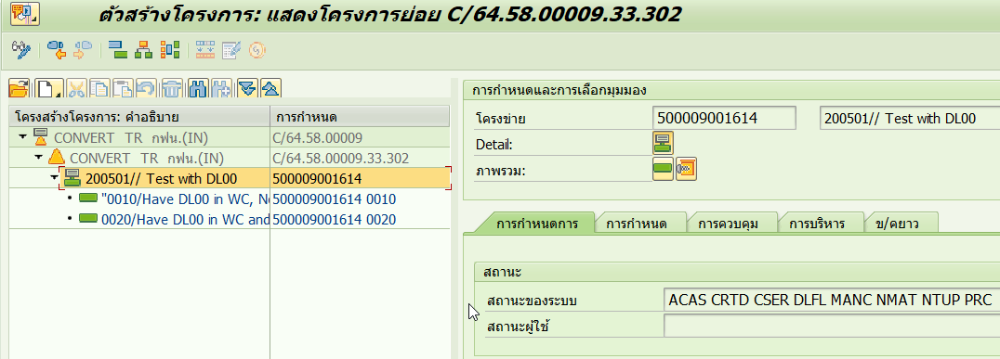 ตัวสร้างโครงการ: แสดงโครงการย่อย C/64.58.00009.33.302
โครงสร้างโครงการ: คำอธิบาย การกำหนด
CONVERT TR กฟน.(IN) C/64.58.00009
CONVERT TR กฟน.(IN) C/64.58.00009.33.302
200501// Test with DL00 500009001614
"0010/Have DL00 in WC, No 500009001614 0010
0020/Have DL00 in WC and 500009001614 0020
การกำหนดและการเลือกมุมมอง
โครงข่าย 500009001614 200501// Test with DL00
Detail:
ภาพรวม:
การกำหนดการ การกำหนด การควบคุม การบริหาร ข/คยาว
สถานะ
สถานะของระบบ ACAS CRTD CSER DLFL MANC NMAT NTUP PRC
สถานะผู้ใช้